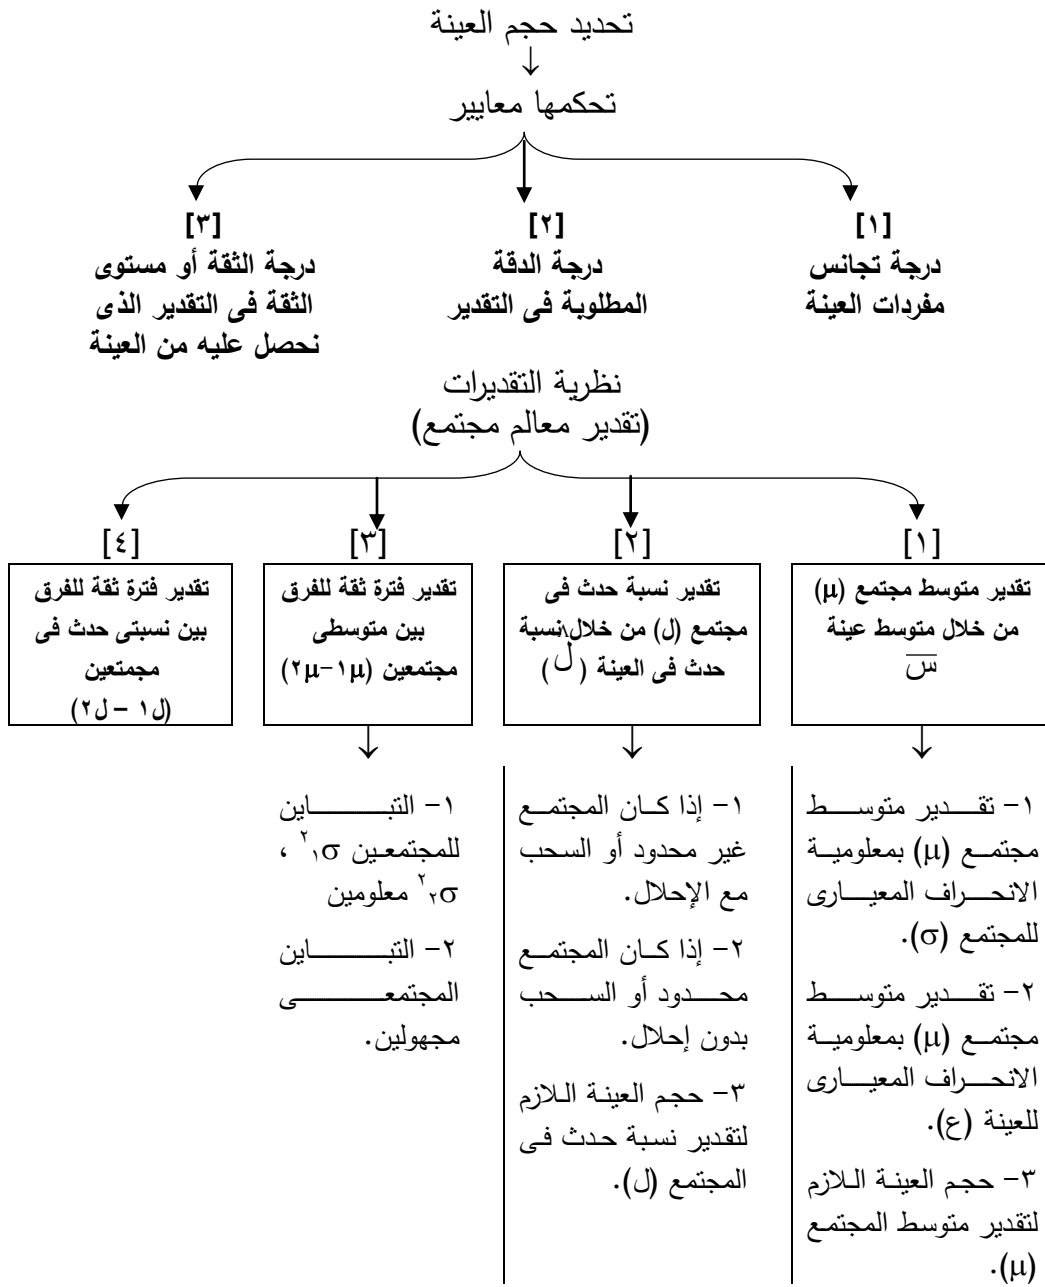 تحديد حجم العينة
↓
تحكمها معايير
[١]
درجة تجانس
مفردات العينة
[٢]
درجة الدقة
المطلوبة فى التقدير
[٣]
درجة الثقة أو مستوى
الثقة فى التقدير الذى
نحصل عليه من العينة
نظرية التقديرات
(تقدير معالم مجتمع)
[١]
تقدير متوسط مجتمع (μ)
من خلال متوسط عينة
س̅
↓
١- تقدير متوسط
مجتمع (μ) بمعلومية
الانحراف المعيارى
للمجتمع (σ).
٢- تقدير متوسط
مجتمع (μ) بمعلومية
الانحراف المعيارى
للعينة (ع).
٣- حجم العينة اللازم
لتقدير متوسط المجتمع
(μ).
[٢]
تقدير نسبة حدث فى
مجتمع (ل) من خلال نسبة
حدث فى العينة (ل̂)
↓
١- إذا كان المجتمع
غير محدود أو السحب
مع الإحلال.
٢- إذا كان المجتمع
محدود أو السحب
بدون إحلال.
٣- حجم العينة اللازم
لتقدير نسبة حدث فى
المجتمع (ل).
[٣]
تقدير فترة ثقة للفرق
بين متوسطى
مجتمعين (μ١-μ٢)
↓
١- التباين
للمجتمعين σ١٢ ،
σ٢٢ معلومين
٢- التباين
المجتمعى
مجهولين.
[٤]
تقدير فترة ثقة للفرق
بين نسبتى حدث فى
مجمتعين
(ل١ – ل٢)